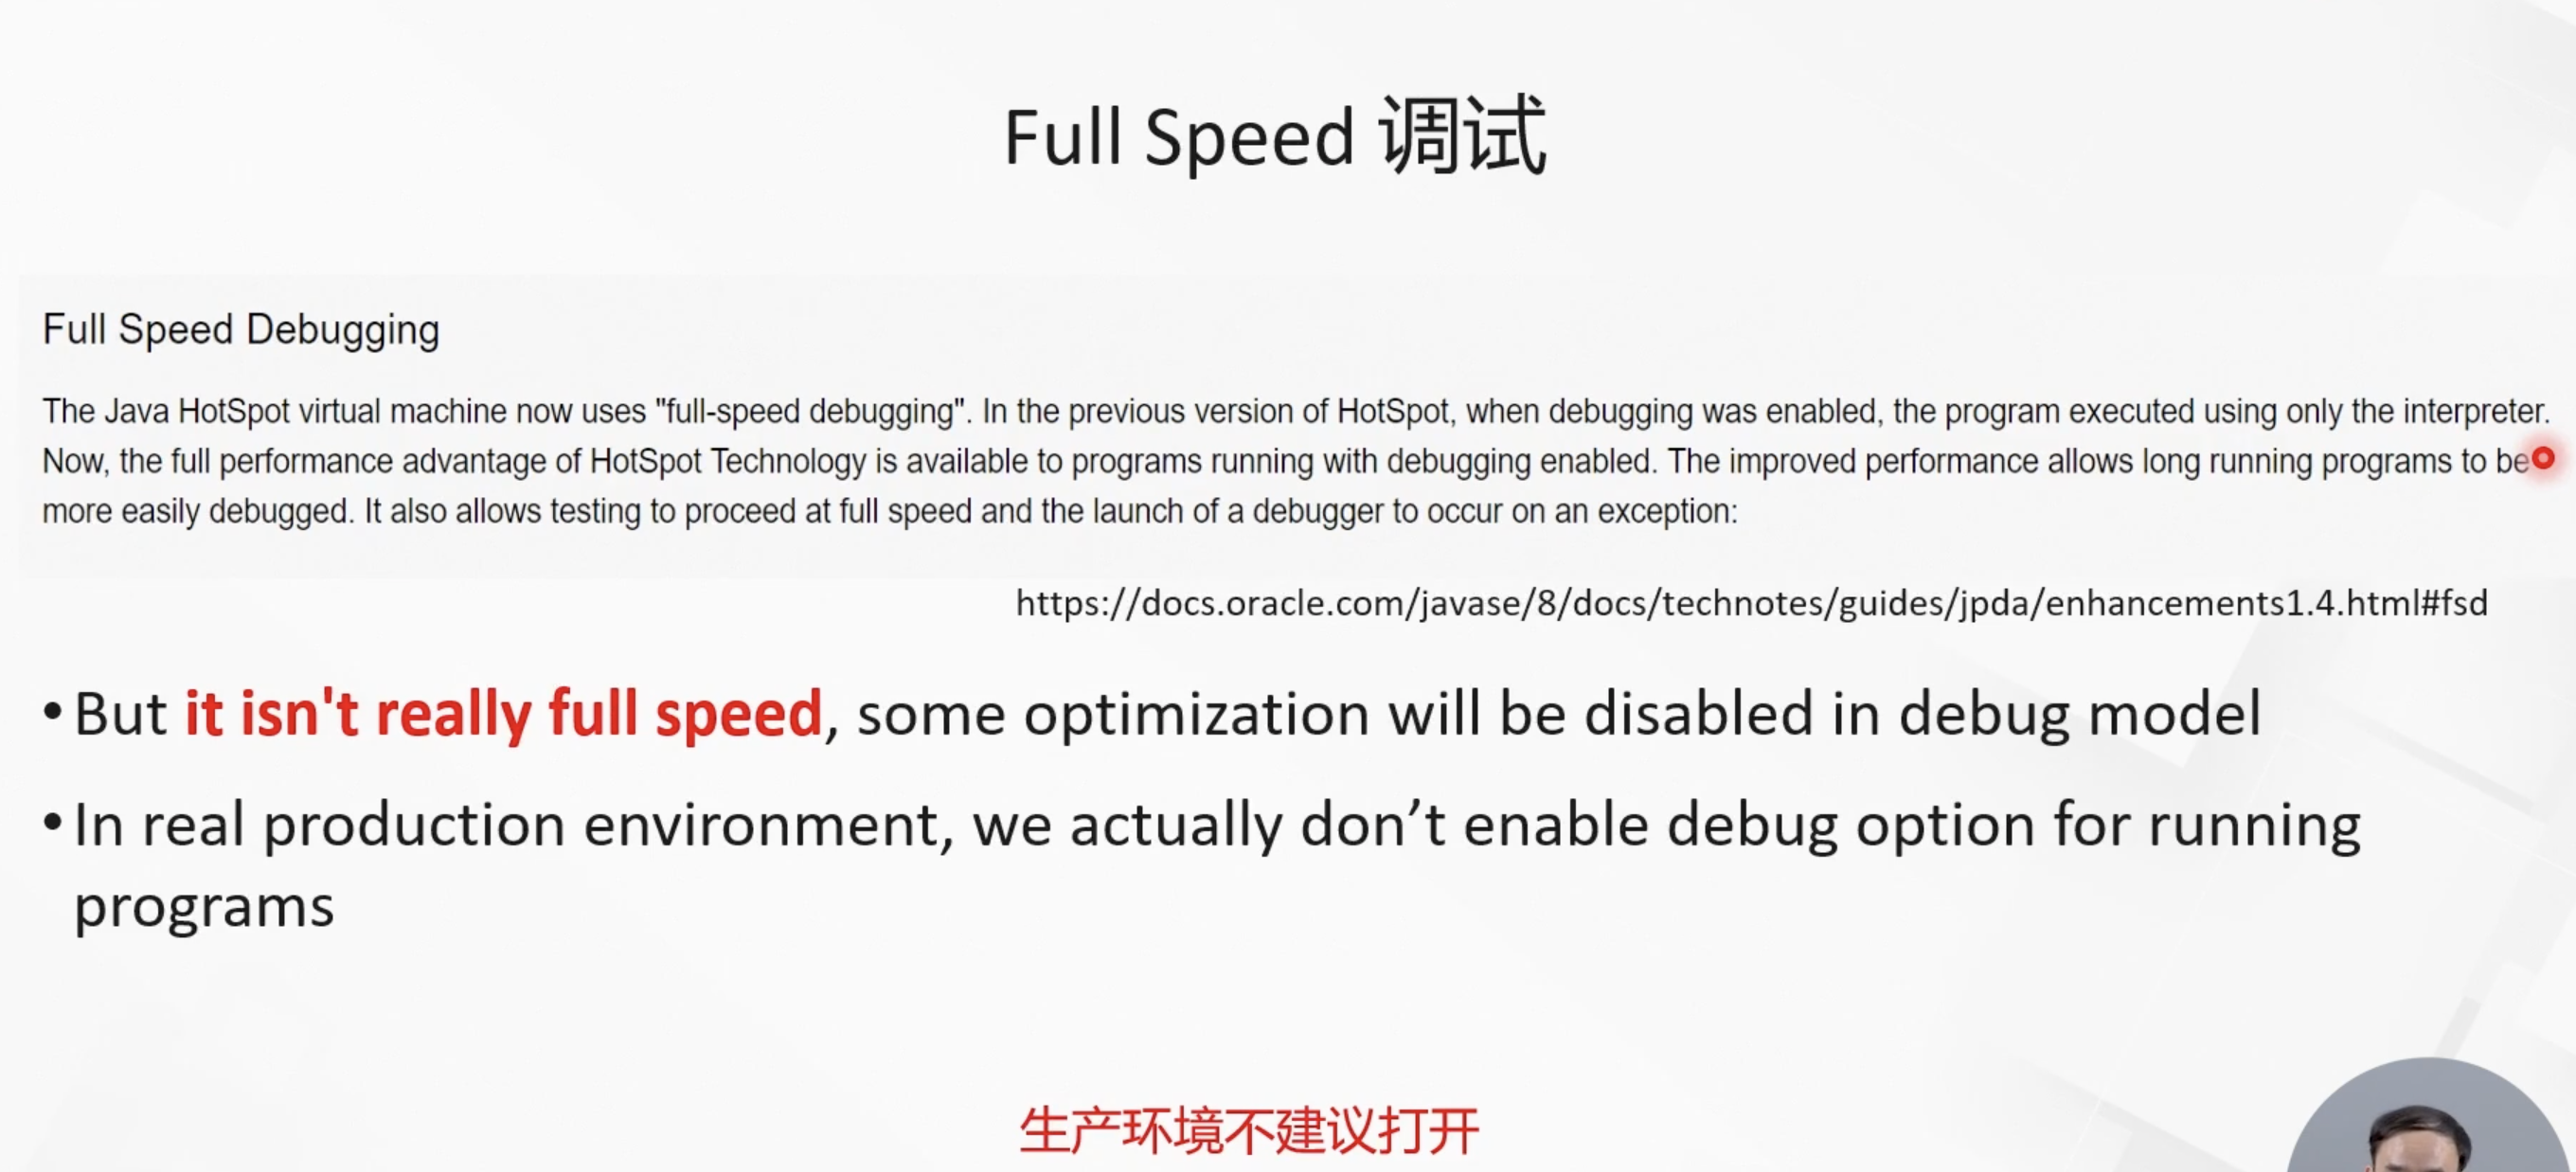 Full Speed 调试
Full Speed Debugging
The Java HotSpot virtual machine now uses "full-speed debugging". In the previous version of HotSpot, when debugging was enabled, the program executed using only the interpreter.
Now, the full performance advantage of HotSpot Technology is available to programs running with debugging enabled. The improved performance allows long running programs to be
more easily debugged. It also allows testing to proceed at full speed and the launch of a debugger to occur on an exception:
https://docs.oracle.com/javase/8/docs/technotes/guides/jpda/enhancements1.4.html#fsd
•But it isn't really full speed, some optimization will be disabled in debug model
•In real production environment, we actually don’t enable debug option for running
programs
生产环境不建议打开